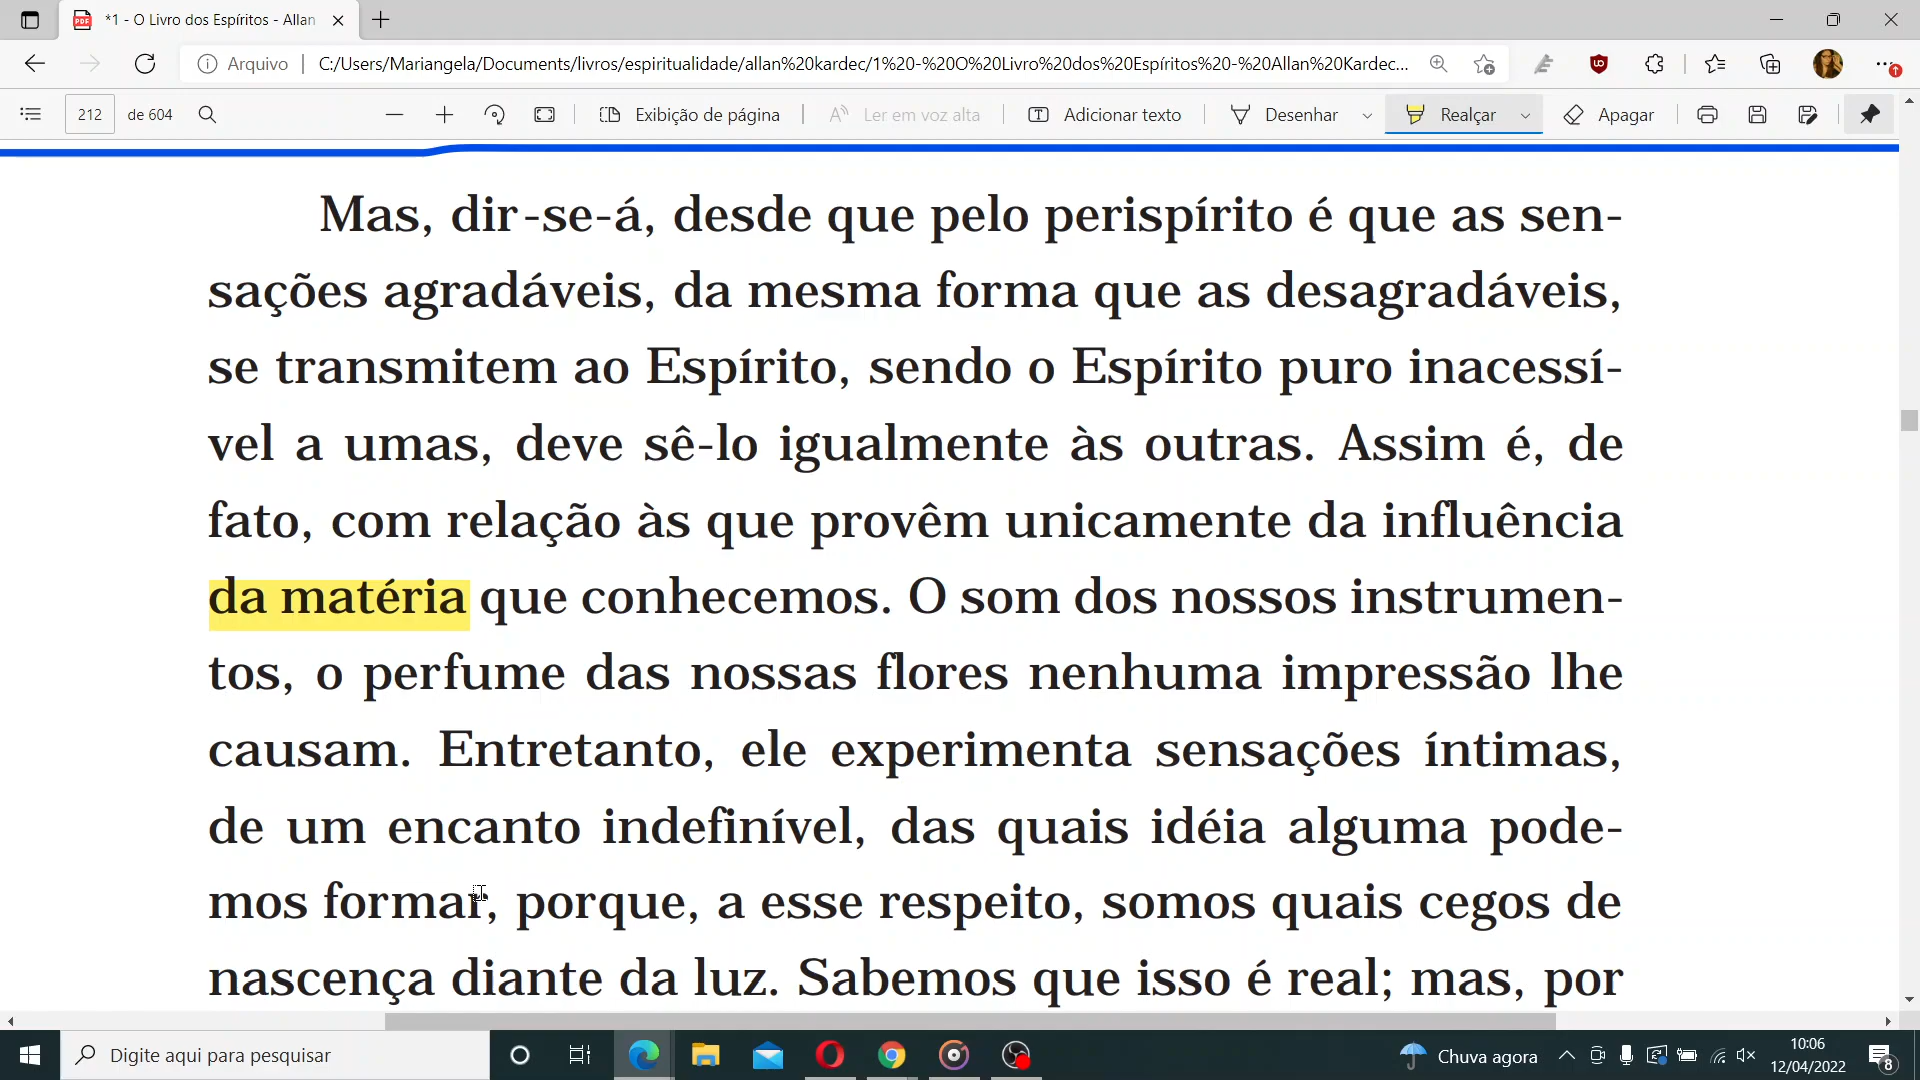 *1 - O Livro dos Espíritos - Allan
Arquivo
C:/Users/Mariangela/Documents/livros/espiritualidade/allan%20kardec/1%20-%20O%20Livro%20dos%20Espíritos%20-%20Allan%20Kardec...
212 de 604
Exibição de página
Ler em voz alta
Adicionar texto
Desenhar
Realçar
Apagar
Mas, dir-se-á, desde que pelo perispírito é que as sen-
sações agradáveis, da mesma forma que as desagradáveis,
se transmitem ao Espírito, sendo o Espírito puro inacessí-
vel a umas, deve sê-lo igualmente às outras. Assim é, de
fato, com relação às que provêm unicamente da influência
da matéria que conhecemos. O som dos nossos instrumen-
tos, o perfume das nossas flores nenhuma impressão lhe
causam. Entretanto, ele experimenta sensações íntimas,
de um encanto indefinível, das quais idéia alguma pode-
mos formar, porque, a esse respeito, somos quais cegos de
nascença diante da luz. Sabemos que isso é real; mas, por
Digite aqui para pesquisar
Chuva agora
10:06
12/04/2022
8